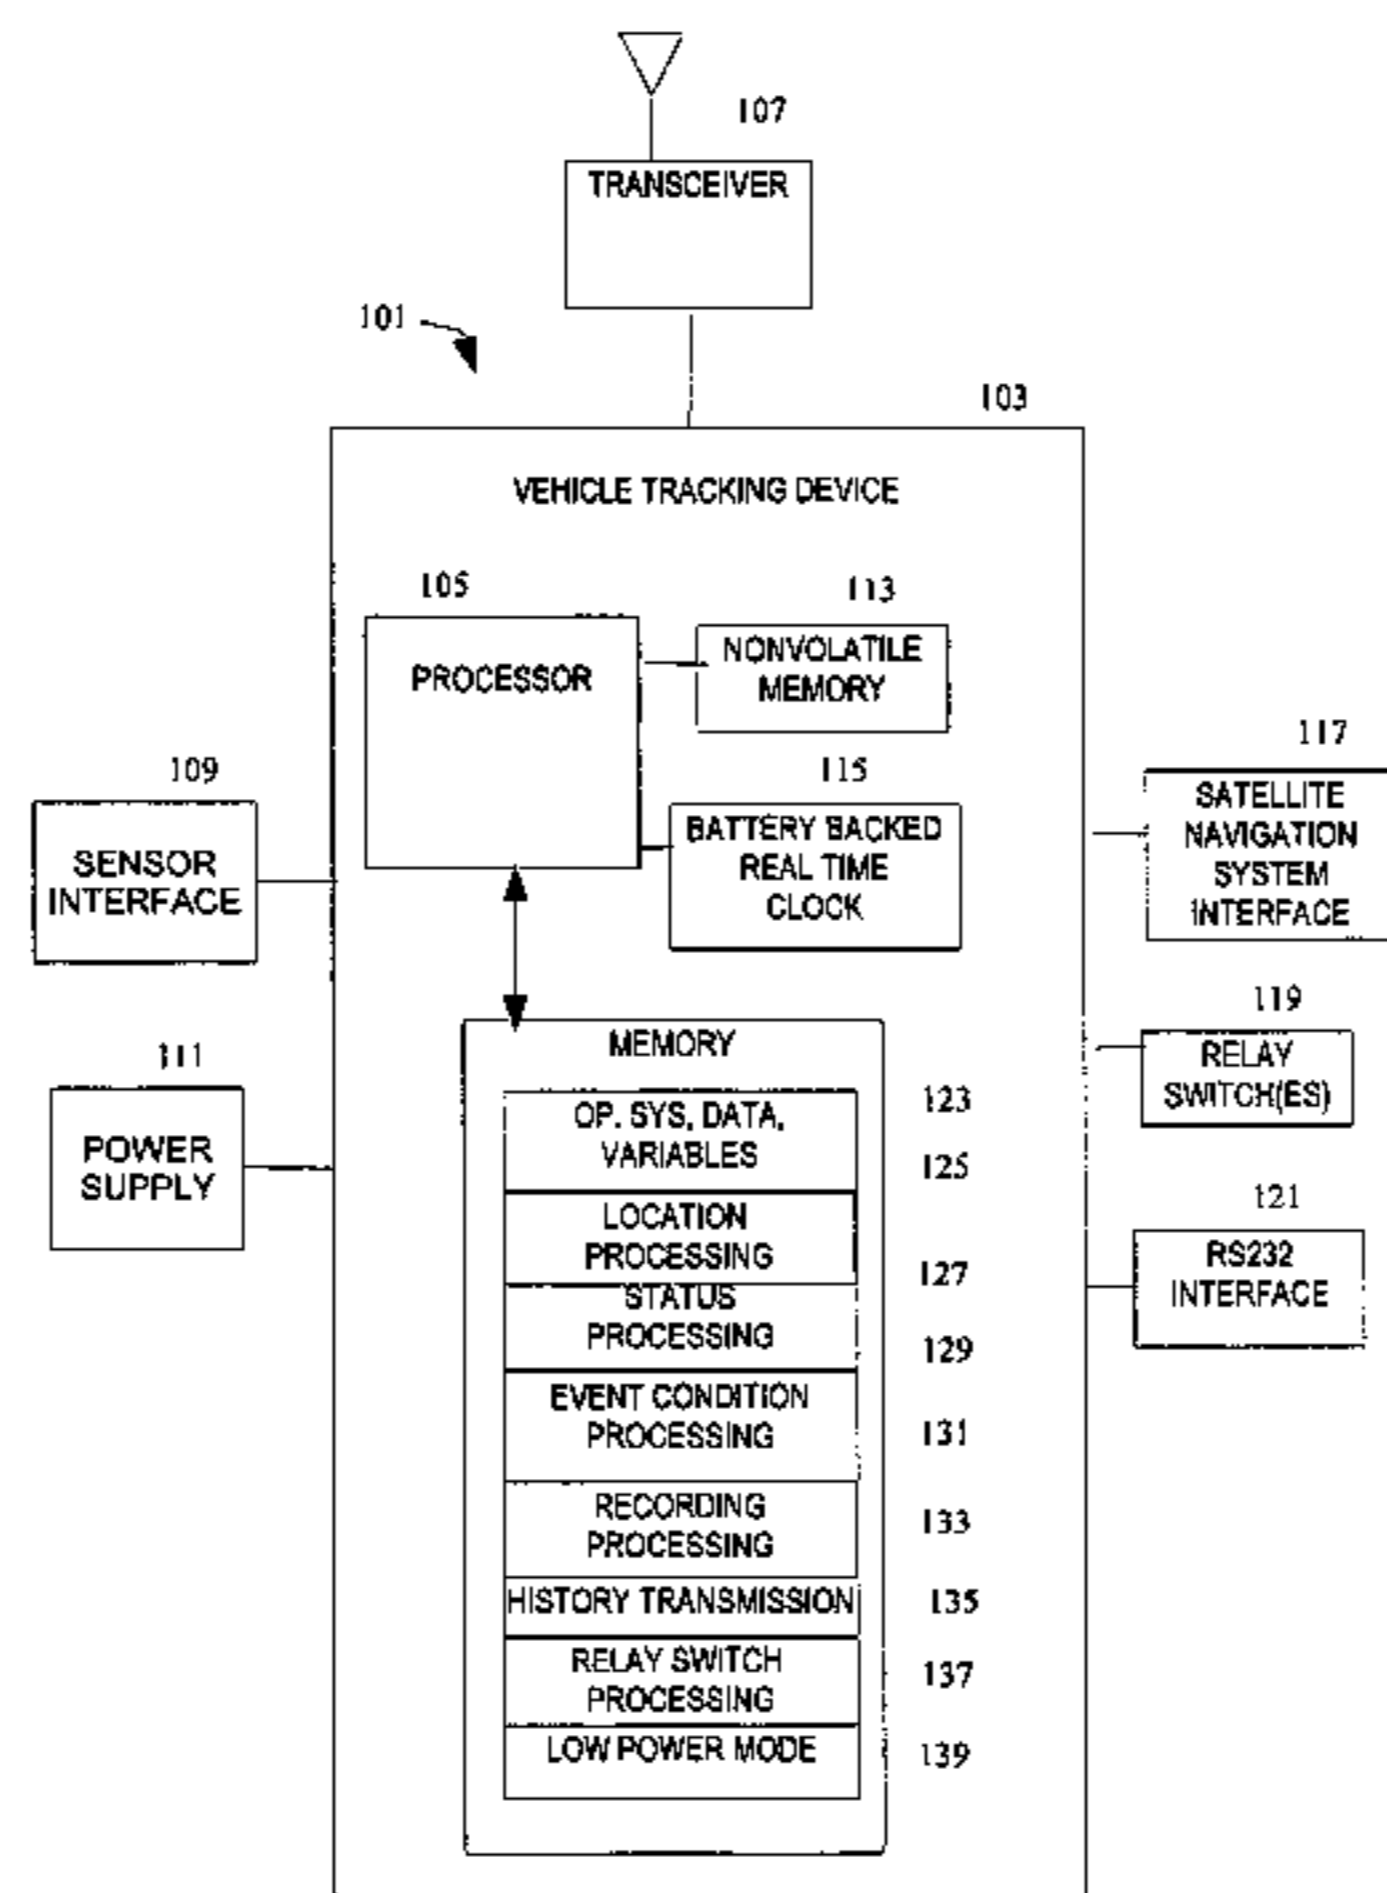 107
TRANSCEIVER
101
103
VEHICLE TRACKING DEVICE
105
PROCESSOR
113
NONVOLATILE
MEMORY
115
BATTERY BACKED
REAL TIME
CLOCK
109
SENSOR
INTERFACE
111
POWER
SUPPLY
117
SATELLITE
NAVIGATION
SYSTEM
INTERFACE
119
RELAY
SWITCH(ES)
121
RS232
INTERFACE
MEMORY
OP. SYS, DATA,
VARIABLES
123
125
LOCATION
PROCESSING
127
STATUS
PROCESSING
129
EVENT CONDITION
PROCESSING
131
RECORDING
PROCESSING
133
HISTORY TRANSMISSION
135
RELAY SWITCH
PROCESSING
137
LOW POWER MODE
139